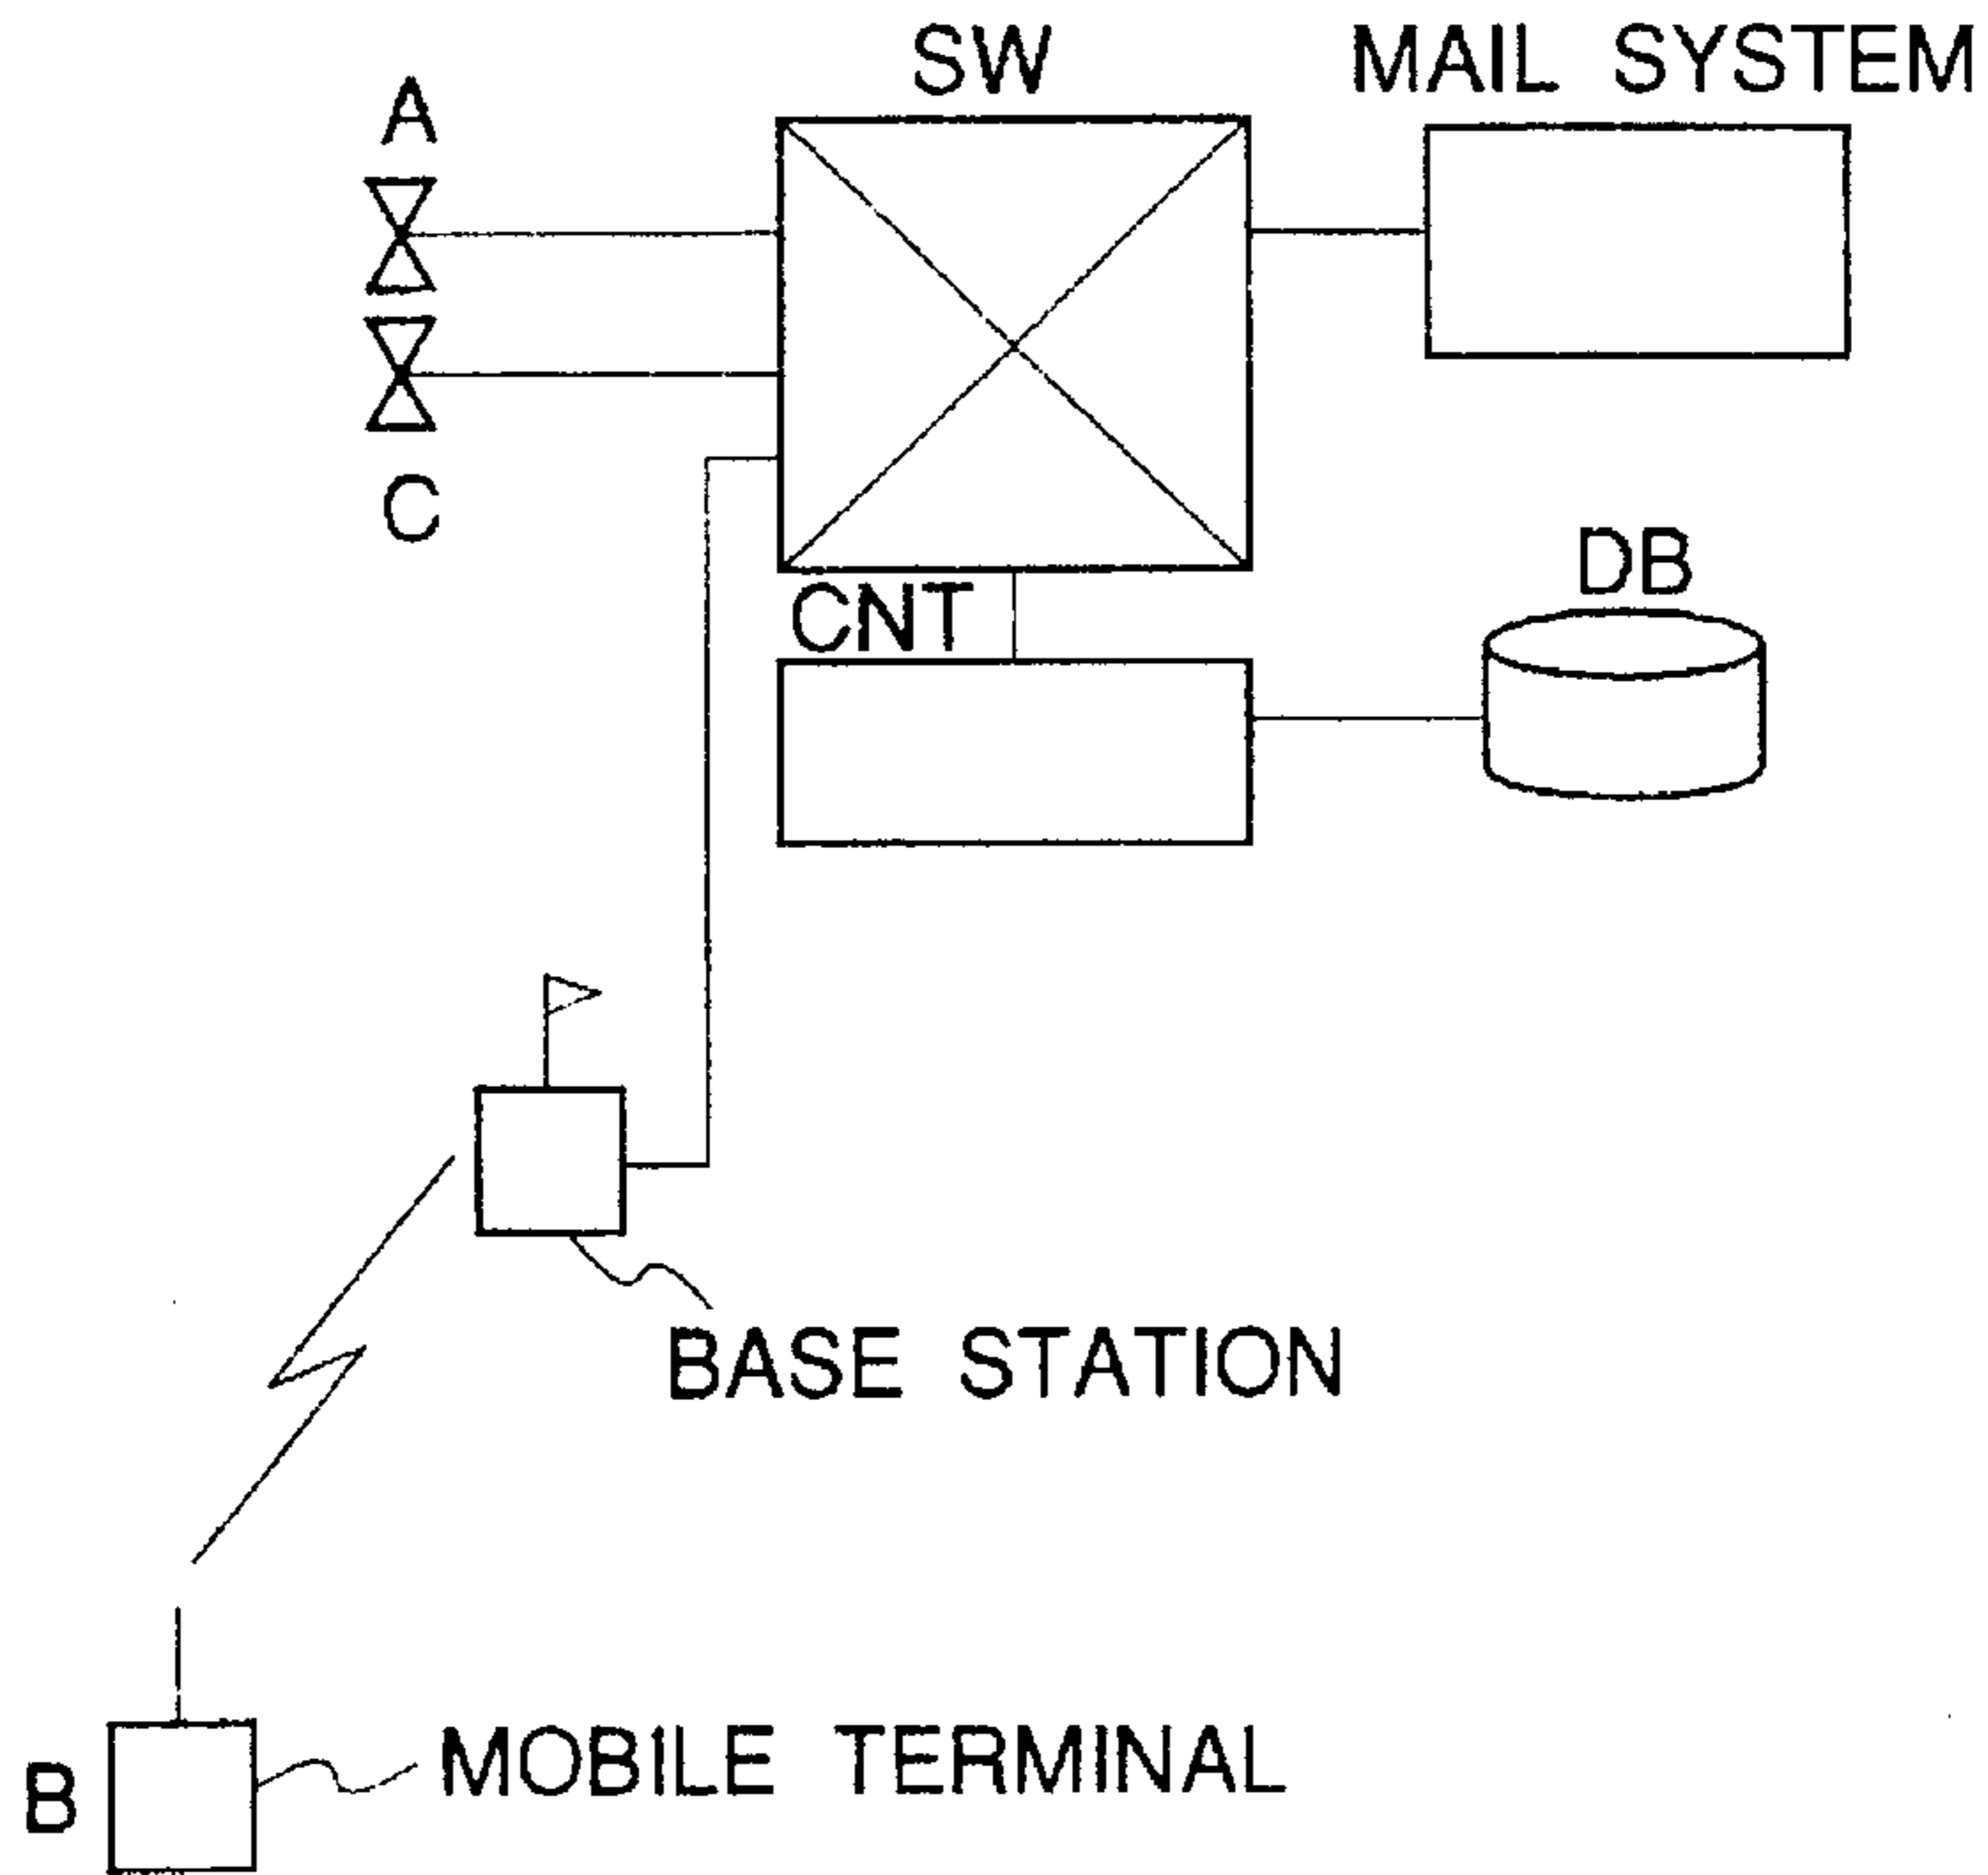 SW
MAIL SYSTEM
A
C
DB
CNT
BASE STATION
MOBILE TERMINAL
B